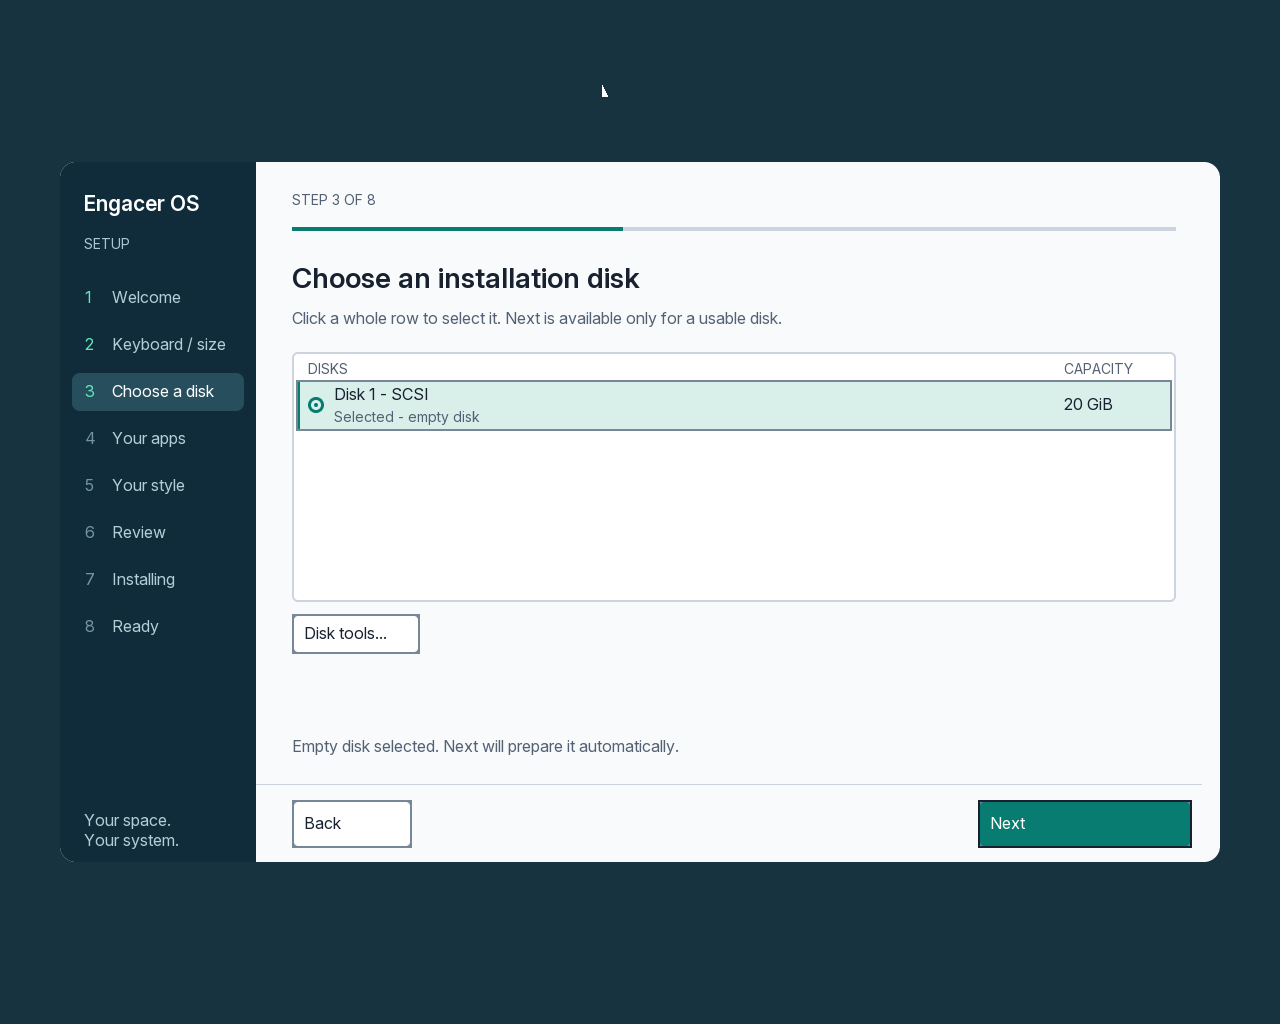 Engacer OS
SETUP
1 Welcome
2 Keyboard / size
3 Choose a disk
4 Your apps
5 Your style
6 Review
7 Installing
8 Ready
Your space.
Your system.
STEP 3 OF 8
Choose an installation disk
Click a whole row to select it. Next is available only for a usable disk.
DISKS CAPACITY
Disk 1 - SCSI
Selected - empty disk
20 GiB
Disk tools...
Empty disk selected. Next will prepare it automatically.
Back
Next